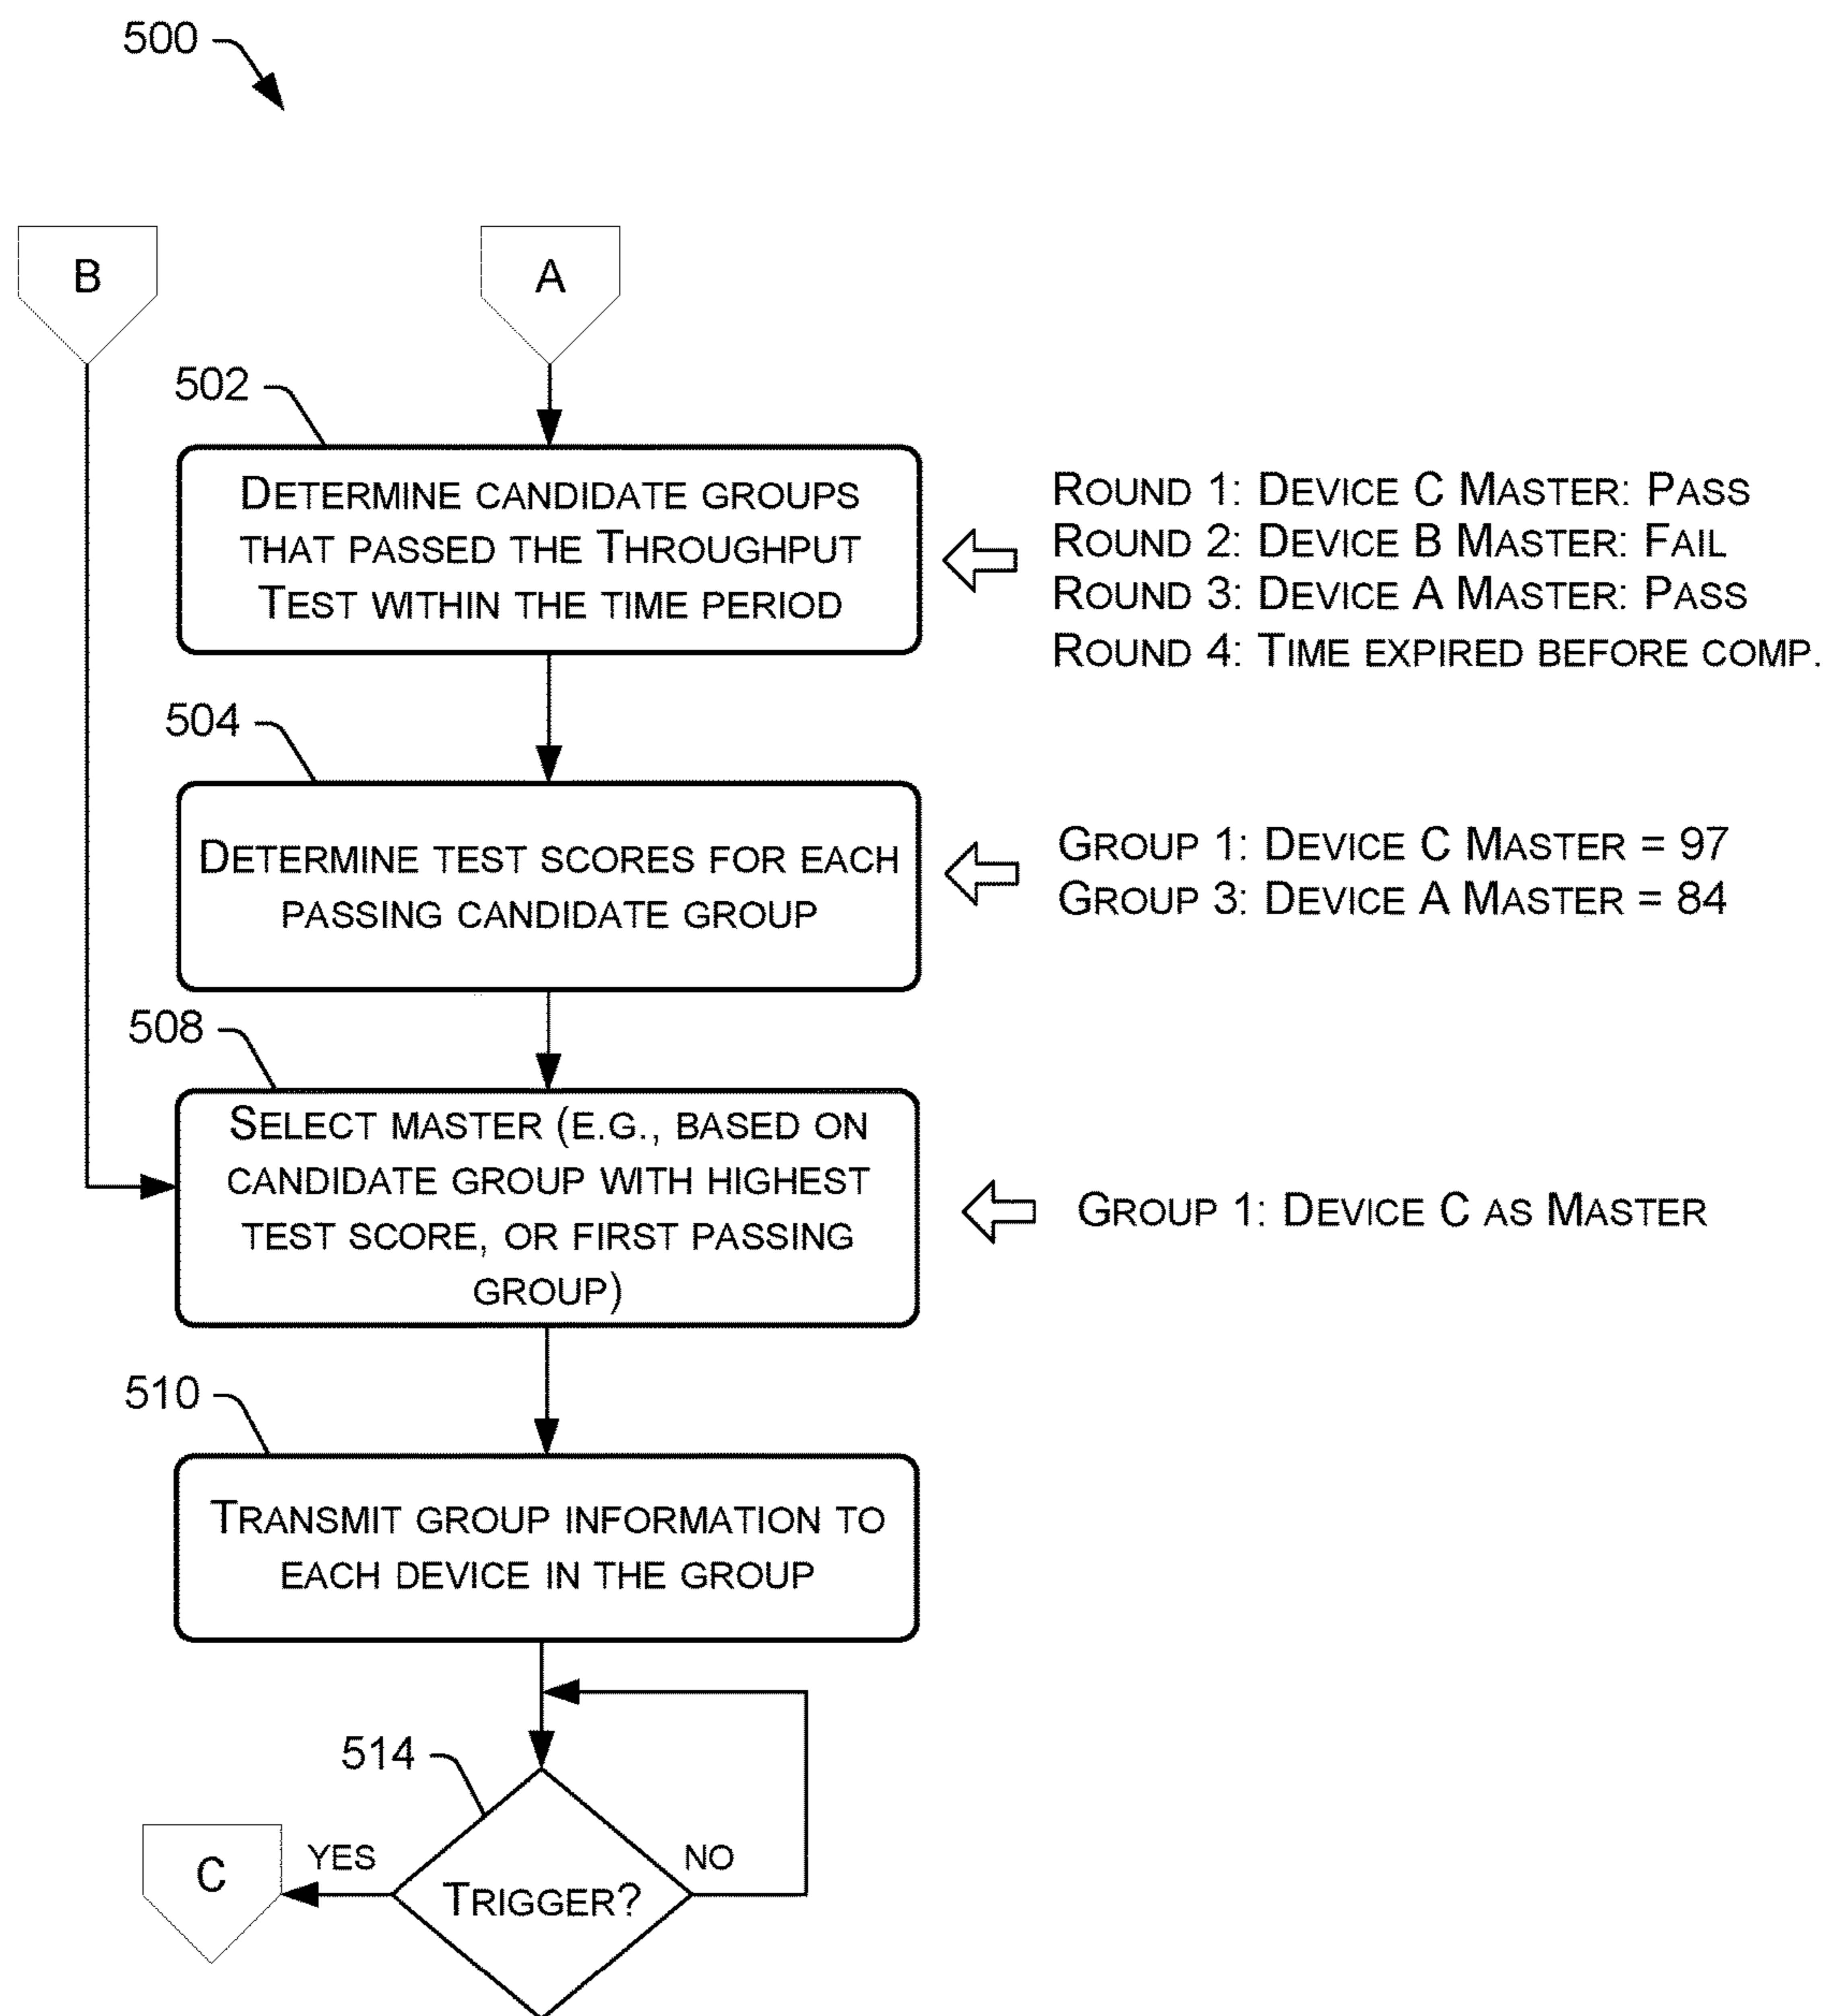 500
B
A
502
DETERMINE CANDIDATE GROUPS
THAT PASSED THE THROUGHPUT
TEST WITHIN THE TIME PERIOD
ROUND 1: DEVICE C MASTER: PASS
ROUND 2: DEVICE B MASTER: FAIL
ROUND 3: DEVICE A MASTER: PASS
ROUND 4: TIME EXPIRED BEFORE COMP.
504
DETERMINE TEST SCORES FOR EACH
PASSING CANDIDATE GROUP
GROUP 1: DEVICE C MASTER = 97
GROUP 3: DEVICE A MASTER = 84
508
SELECT MASTER (E.G., BASED ON
CANDIDATE GROUP WITH HIGHEST
TEST SCORE, OR FIRST PASSING
GROUP)
GROUP 1: DEVICE C AS MASTER
510
TRANSMIT GROUP INFORMATION TO
EACH DEVICE IN THE GROUP
514
C
YES
NO
TRIGGER?